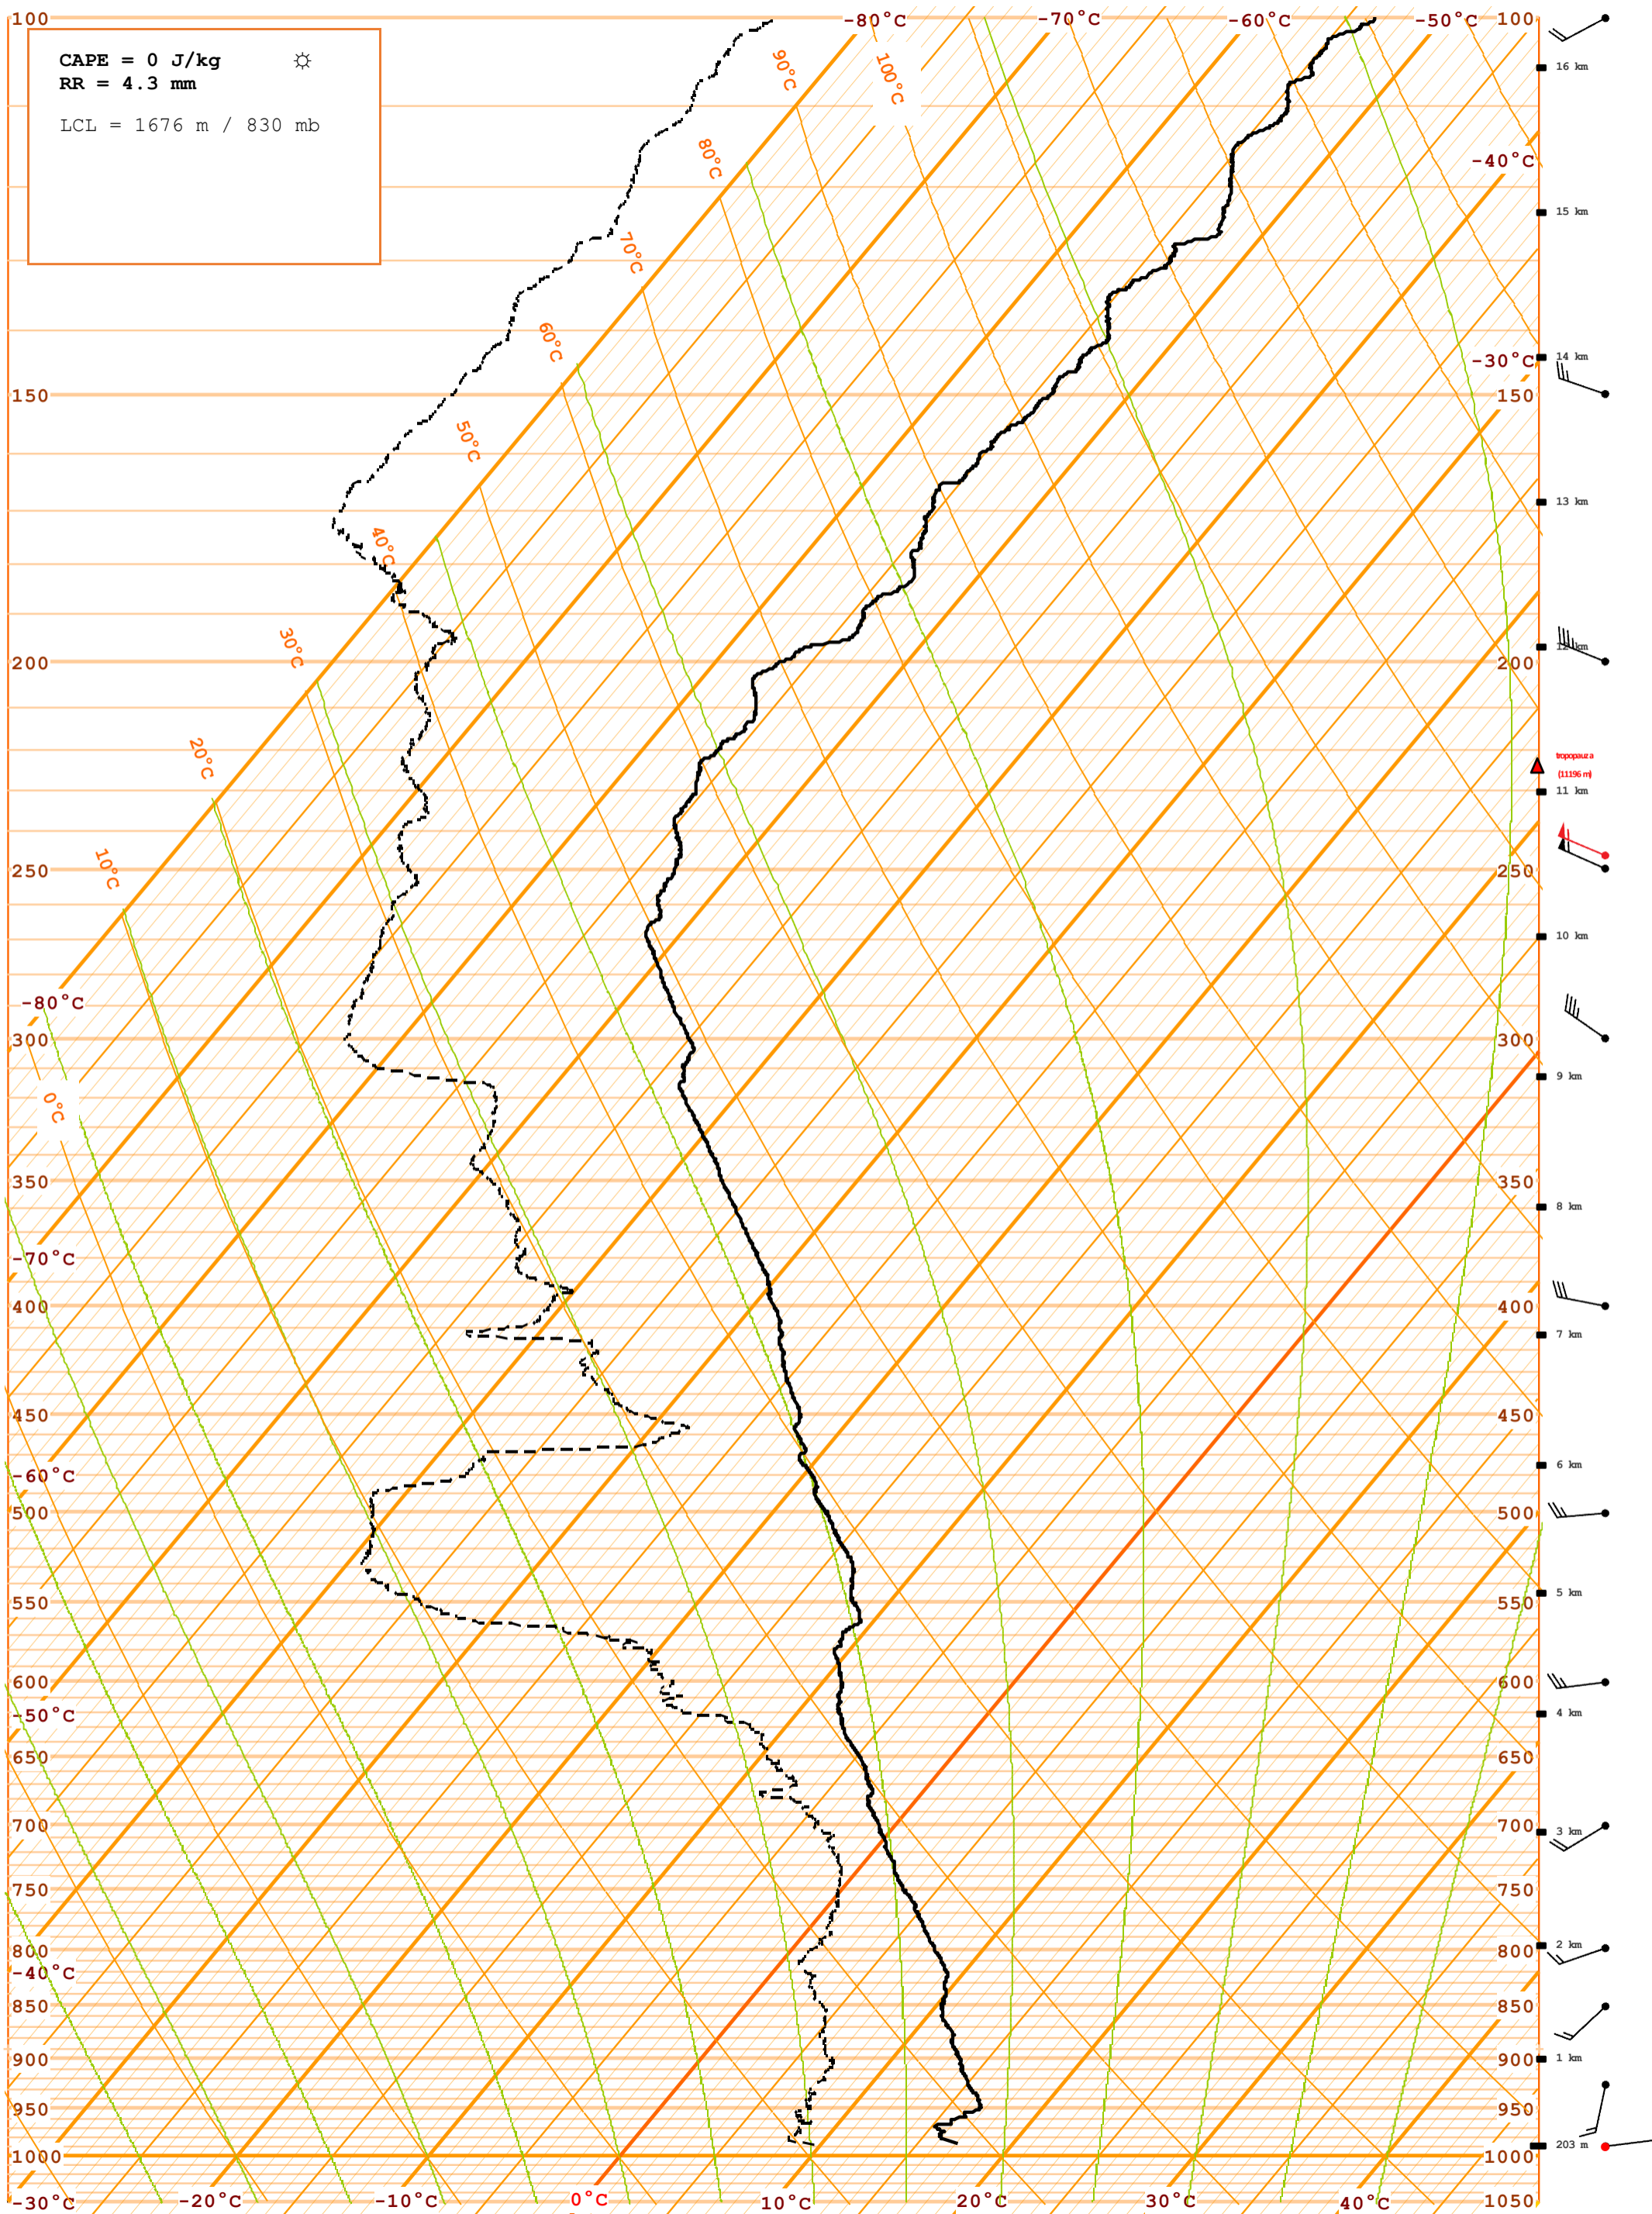 100 -80°C -70°C -60°C -50°C 100
CAPE = 0 J/kg ☼
RR = 4.3 mm
LCL = 1676 m / 830 mb
90°C 100°C
16 km
80°C
-40°C
15 km
70°C
60°C
14 km
-30°C
150 150
50°C
13 km
40°C
30°C
200 200
20°C
tropopauza
(11196 m)
11 km
10°C
250 250
10 km
-80°C
300 300
9 km
0°C
350 350
8 km
-70°C
400 400
7 km
450 450
6 km
-60°C
500 500
5 km
550 550
600 600
-50°C
4 km
650 650
700 700
3 km
750 750
2 km
800 800
-40°C
850 850
900 900
1 km
950 950
203 m
1000 1000
-30°C -20°C -10°C 0°C 10°C 20°C 30°C 40°C 1050